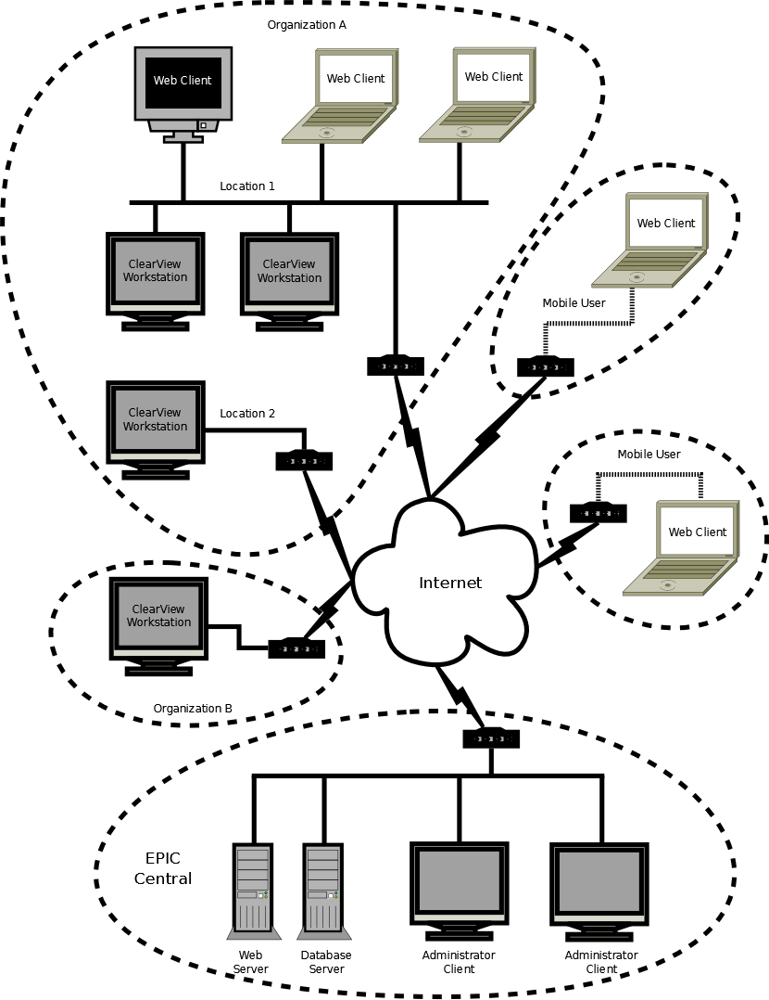 Organization A
Web Client
Web Client
Web Client
Location 1
ClearView
Workstation
ClearView
Workstation
Web Client
Mobile User
ClearView
Workstation
Location 2
Mobile User
Web Client
Internet
ClearView
Workstation
Organization B
EPIC
Central
Web
Server
Database
Server
Administrator
Client
Administrator
Client